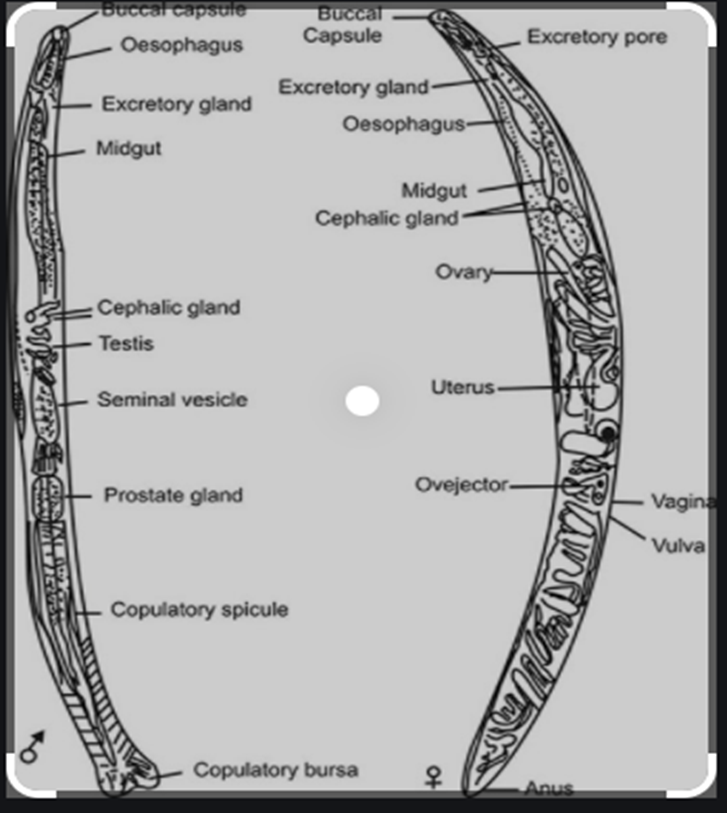 Buccal capsule
Oesophagus
Excretory gland
Midgut
Cephalic gland
Testis
Seminal vesicle
Prostate gland
Copulatory spicule
Copulatory bursa
Buccal
Capsule
Excretory pore
Excretory gland
Oesophagus
Midgut
Cephalic gland
Ovary
Uterus
Ovejector
Vagina
Vulva
Anus